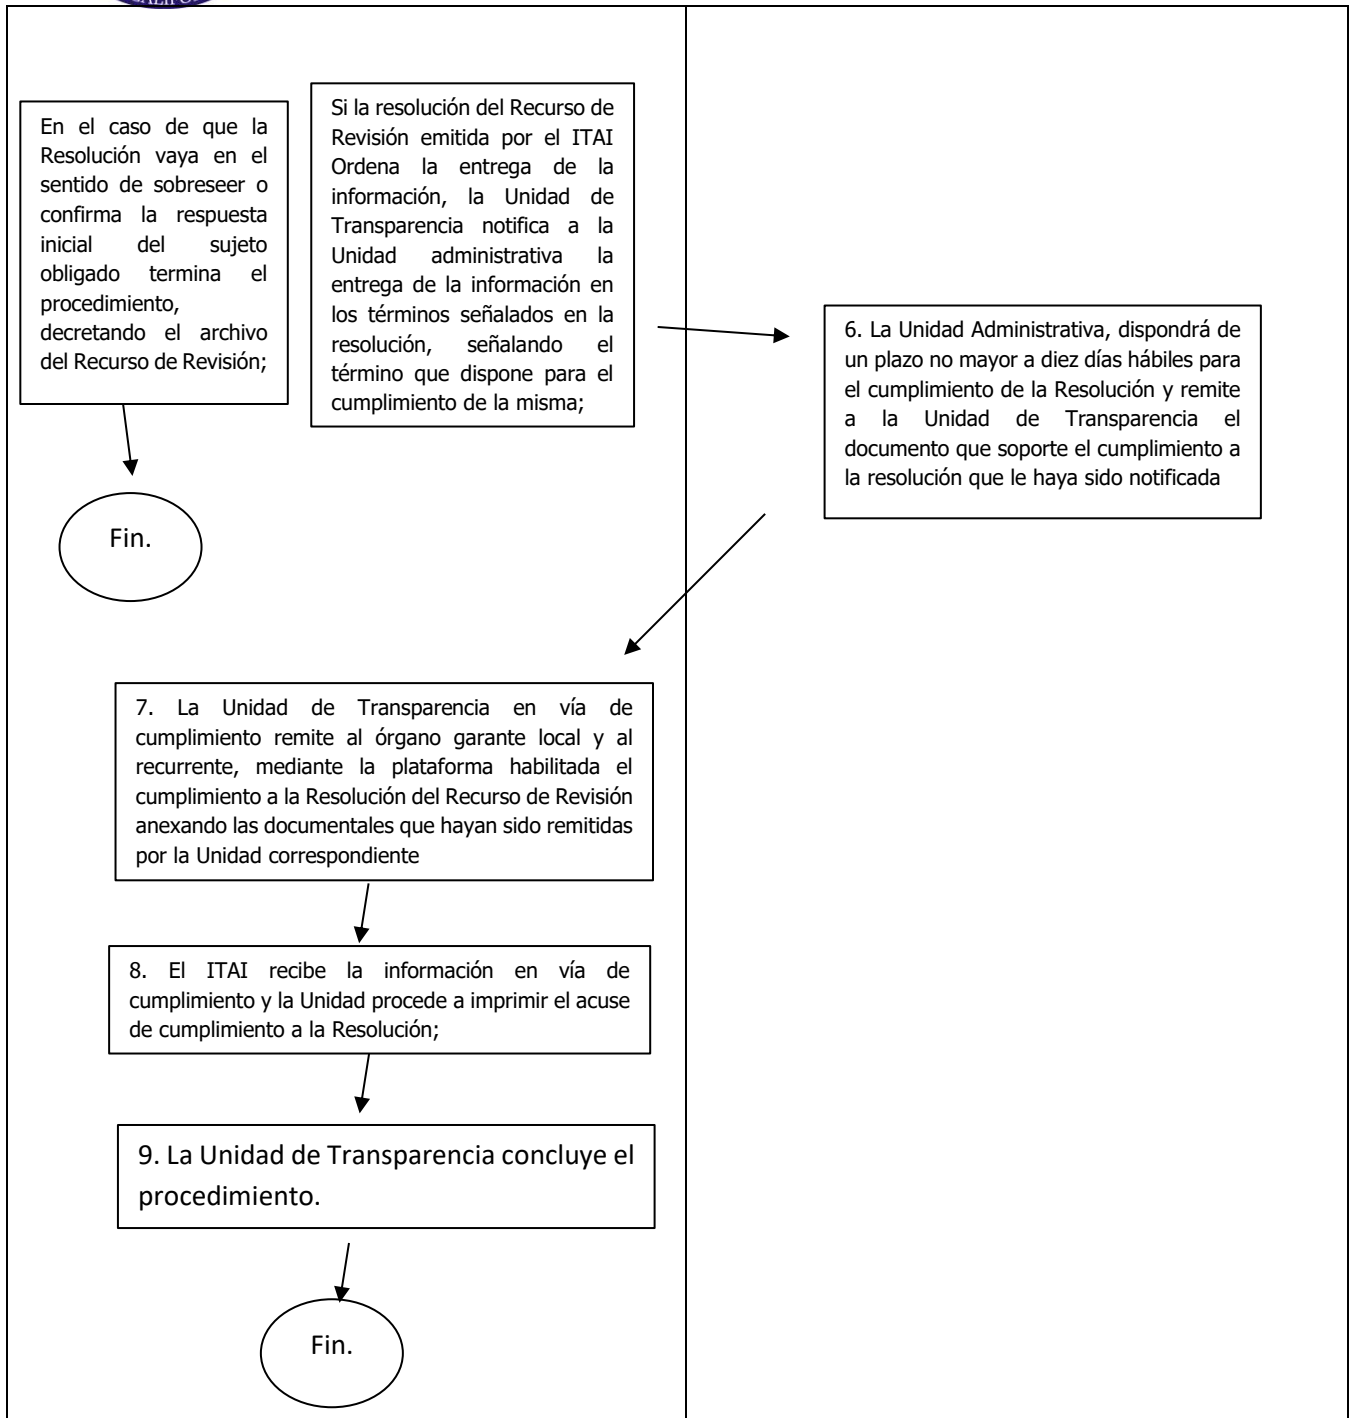 En el caso de que la
Resolución vaya en el
sentido de sobreseer o
confirma la respuesta
inicial del sujeto
obligado termina el
procedimiento,
decretando el archivo
del Recurso de Revisión;
Si la resolución del Recurso de
Revisión emitida por el ITAI
Ordena la entrega de la
información, la Unidad de
Transparencia notifica a la
Unidad administrativa la
entrega de la información en
los términos señalados en la
resolución, señalando el
término que dispone para el
cumplimiento de la misma;
6. La Unidad Administrativa, dispondrá de
un plazo no mayor a diez días hábiles para
el cumplimiento de la Resolución y remite
a la Unidad de Transparencia el
documento que soporte el cumplimiento a
la resolución que le haya sido notificada
Fin.
7. La Unidad de Transparencia en vía de
cumplimiento remite al órgano garante local y al
recurrente, mediante la plataforma habilitada el
cumplimiento a la Resolución del Recurso de Revisión
anexando las documentales que hayan sido remitidas
por la Unidad correspondiente
8. El ITAI recibe la información en vía de
cumplimiento y la Unidad procede a imprimir el acuse
de cumplimiento a la Resolución;
9. La Unidad de Transparencia concluye el
procedimiento.
Fin.